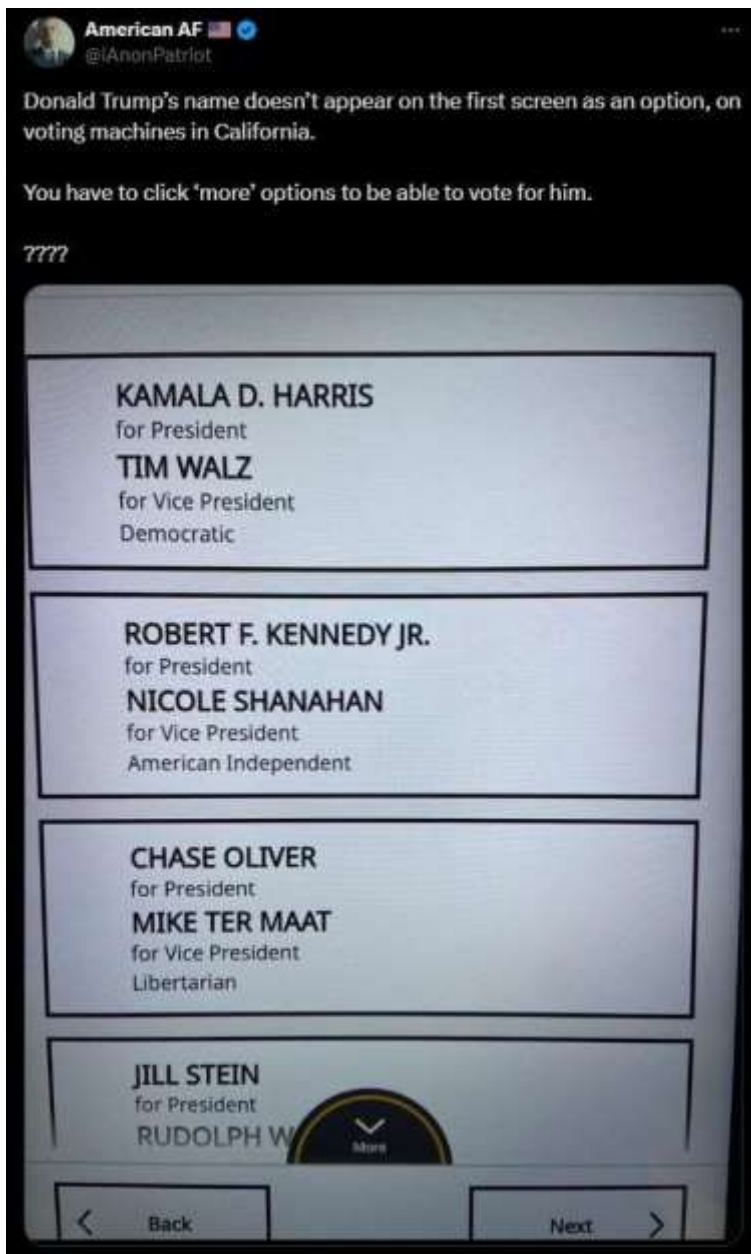 American AF 🇺🇸
@iAnonPatriot
Donald Trump's name doesn't appear on the first screen as an option, on
voting machines in California.
You have to click 'more' options to be able to vote for him.
????
KAMALA D. HARRIS
for President
TIM WALZ
for Vice President
Democratic
ROBERT F. KENNEDY JR.
for President
NICOLE SHANAHAN
for Vice President
American Independent
CHASE OLIVER
for President
MIKE TER MAAT
for Vice President
Libertarian
JILL STEIN
for President
RUDOLPH W
More
Back
Next